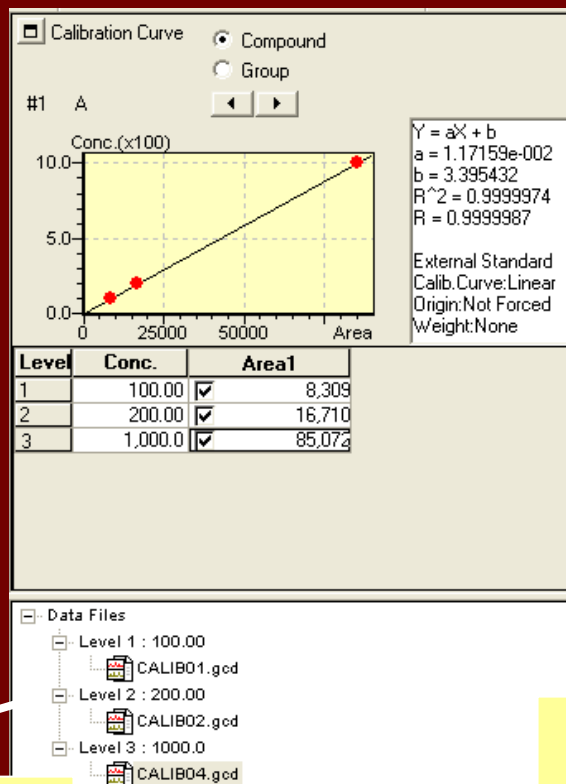 Calibration Curve
Compound
Group
#1 A
Conc.(x100)
10.0
5.0
0.0
0 25000 50000 Area
Y = aX + b
a = 1.17159e-002
b = 3.395432
R^2 = 0.9999974
R = 0.9999987
External Standard
Calib.Curve:Linear
Origin:Not Forced
Weight:None
Level Conc. Area1
1 100.00 8,309
2 200.00 16,710
3 1,000.0 85,072
Data Files
Level 1 : 100.00
CALIB01.gcd
Level 2 : 200.00
CALIB02.gcd
Level 3 : 1000.0
CALIB04.gcd